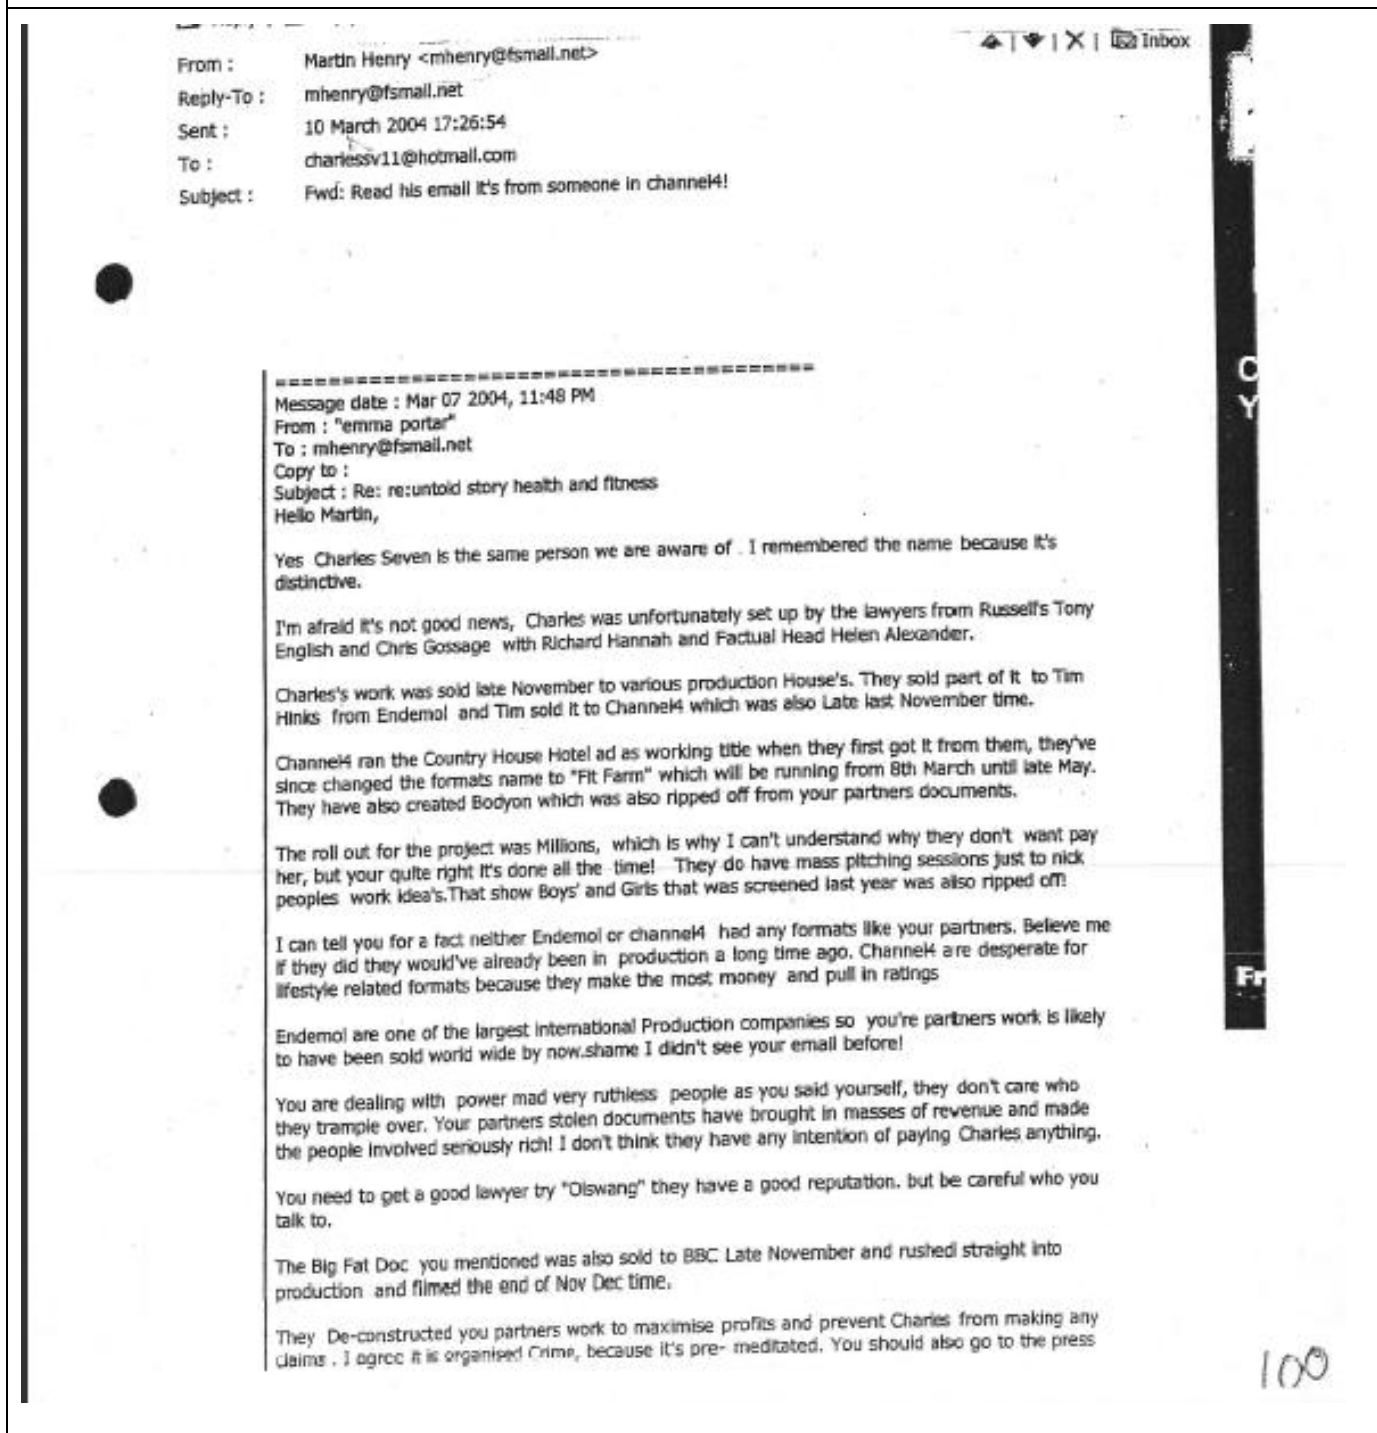 Inbox
From : Martin Henry <mhenry@fsmail.net>
Reply-To : mhenry@fsmail.net
Sent : 10 March 2004 17:26:54
To : charlessv11@hotmail.com
Subject : Fwd: Read his email it's from someone in channel4!
========================================
Message date : Mar 07 2004, 11:48 PM
From : "emma portar"
To : mhenry@fsmail.net
Copy to :
Subject : Re: re:untold story health and fitness
Hello Martin,
Yes Charles Seven is the same person we are aware of . I remembered the name because it's
distinctive.
I'm afraid it's not good news, Charles was unfortunately set up by the lawyers from Russell's Tony
English and Chris Gossage with Richard Hannah and Factual Head Helen Alexander.
Charles's work was sold late November to various production House's. They sold part of it to Tim
Hinks from Endemol and Tim sold it to Channel4 which was also Late last November time.
Channel4 ran the Country House Hotel ad as working title when they first got it from them, they've
since changed the formats name to "Fit Farm" which will be running from 8th March until late May.
They have also created Bodyon which was also ripped off from your partners documents.
The roll out for the project was Millions, which is why I can't understand why they don't want pay
her, but your quite right it's done all the time! They do have mass pitching sessions just to nick
peoples work idea's.That show Boys' and Girls that was screened last year was also ripped off!
I can tell you for a fact neither Endemol or channel4 had any formats like your partners. Believe me
if they did they would've already been in production a long time ago. Channel4 are desperate for
lifestyle related formats because they make the most money and pull in ratings
Endemol are one of the largest international Production companies so you're partners work is likely
to have been sold world wide by now.shame I didn't see your email before!
You are dealing with power mad very ruthless people as you said yourself, they don't care who
they trample over. Your partners stolen documents have brought in masses of revenue and made
the people involved seriously rich! I don't think they have any intention of paying Charles anything.
You need to get a good lawyer try "Olswang" they have a good reputation. but be careful who you
talk to.
The Big Fat Doc you mentioned was also sold to BBC Late November and rushed straight into
production and filmed the end of Nov Dec time.
They De-constructed you partners work to maximise profits and prevent Charles from making any
claims . I agree it is organised Crime, because it's pre- meditated. You should also go to the press
C
Y
Fr
100